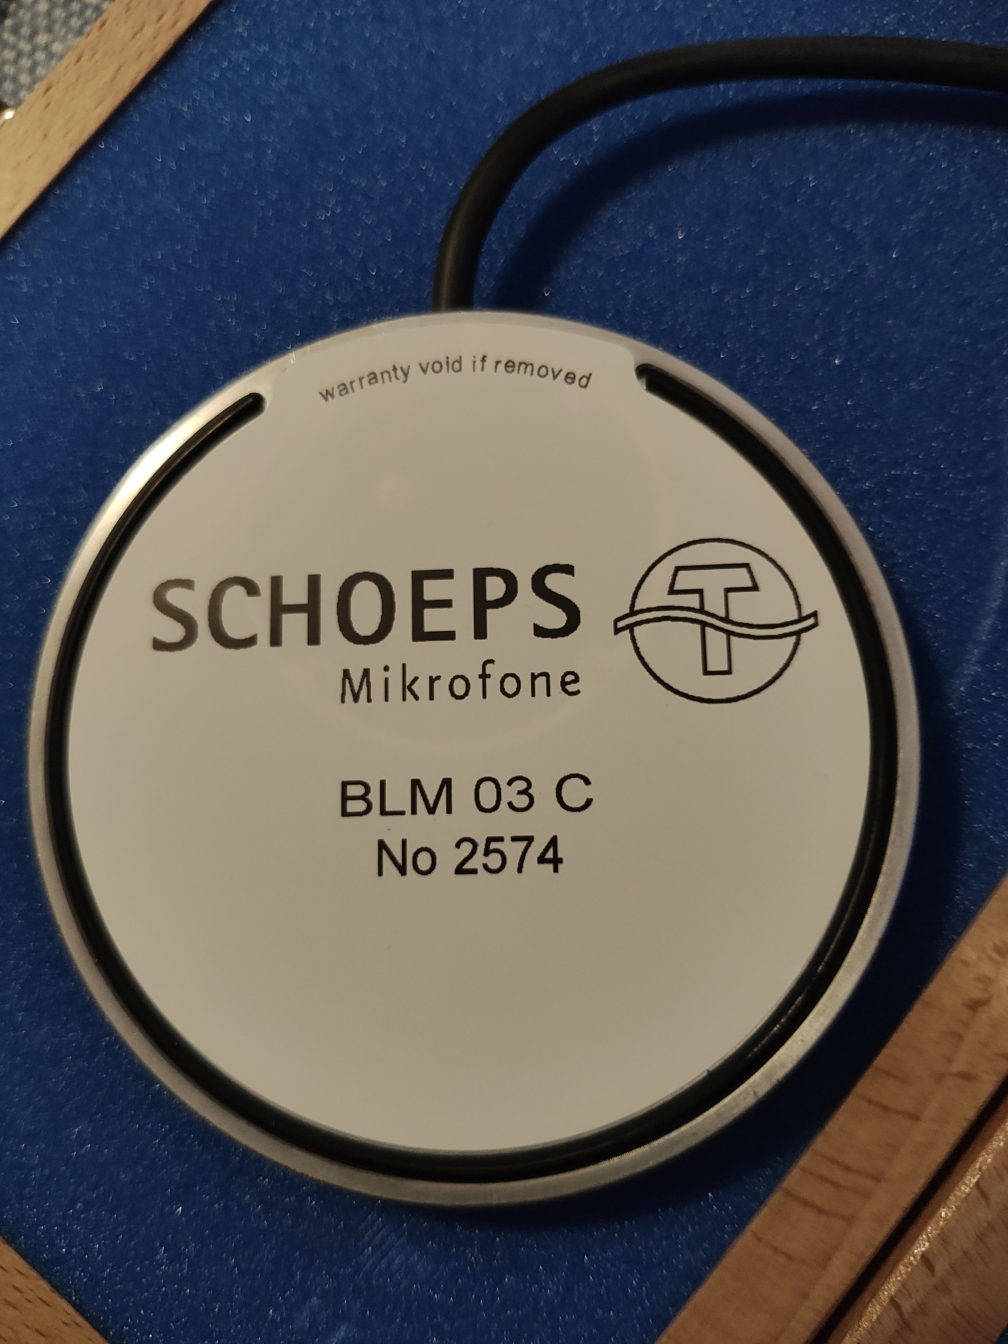 warranty void if removed
SCHOEPS
Mikrofone
BLM 03 C
No 2574